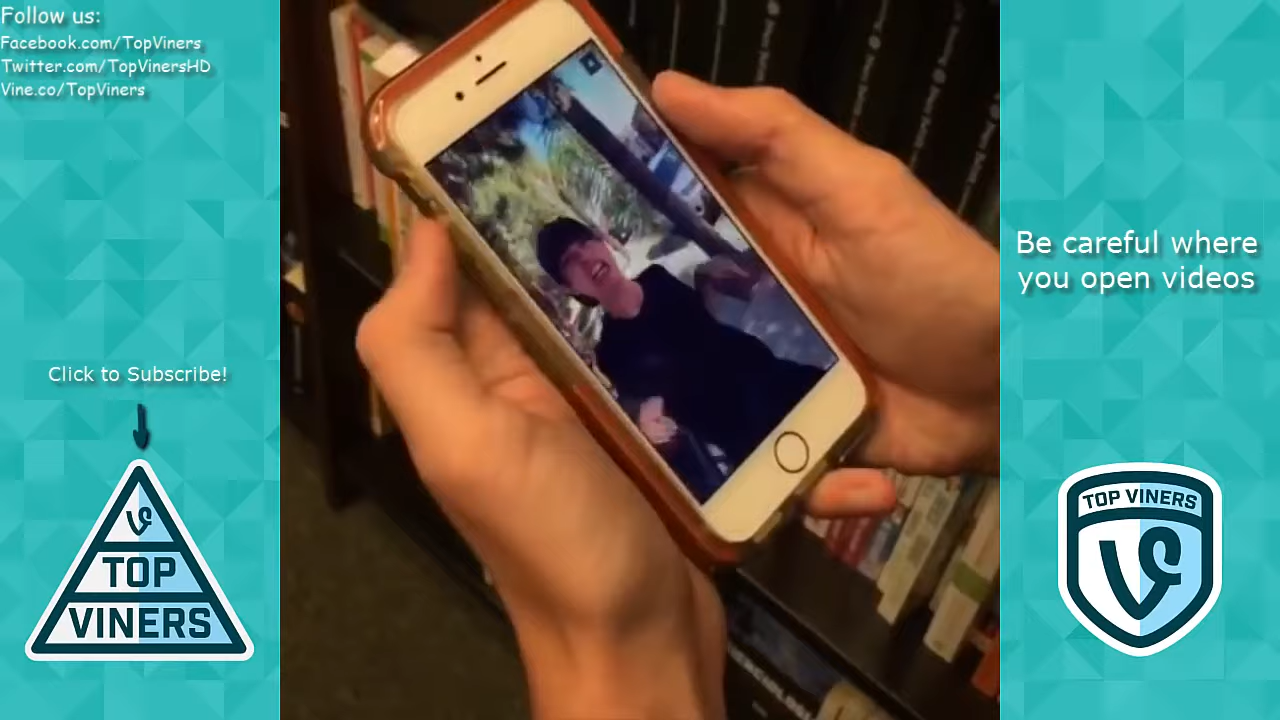 Follow us:
Facebook.com/TopViners
Twitter.com/TopVinersHD
Vine.co/TopViners
Be careful where
you open videos
Click to Subscribe!
TOP
VINERS
TOP VINERS